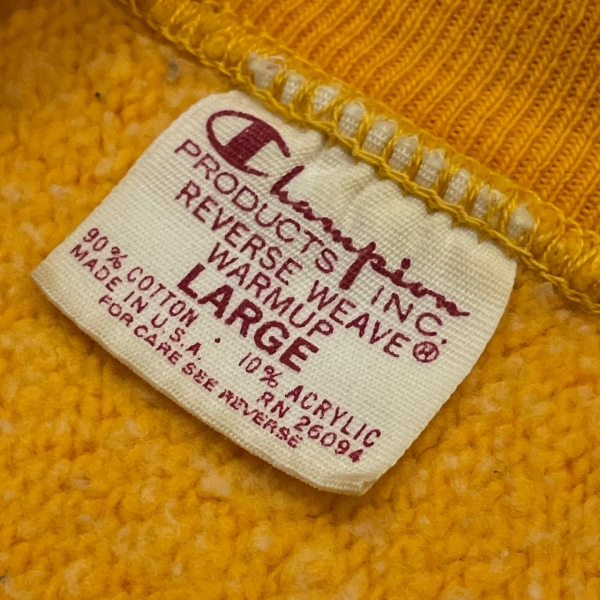 Champion
PRODUCTS INC.
REVERSE WEAVE®
WARMUP
LARGE
90% COTTON · 10% ACRYLIC
MADE IN U.S.A. RN 26094
FOR CARE SEE REVERSE